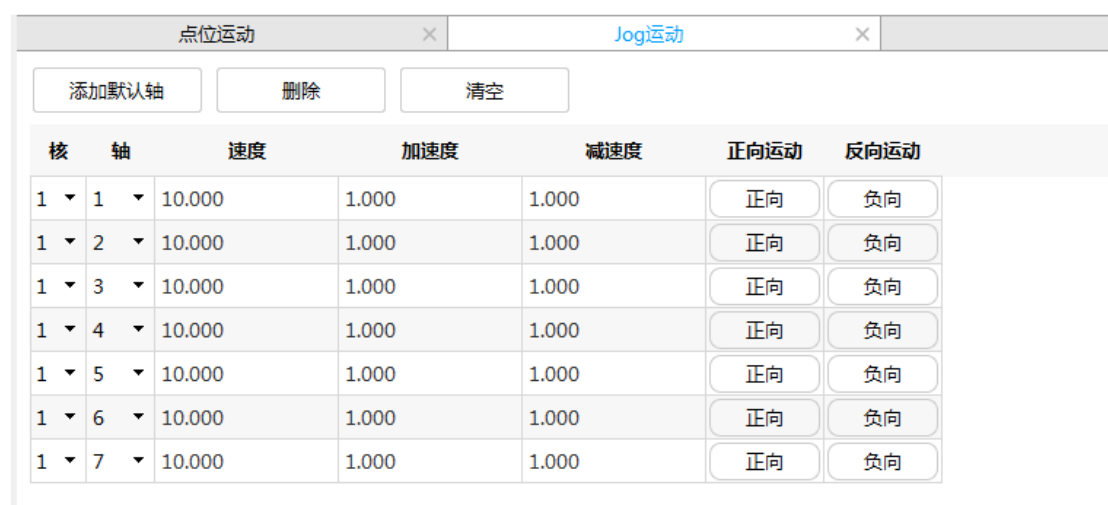 点位运动 Jog运动
添加默认轴 删除 清空
核 轴 速度 加速度 减速度 正向运动 反向运动
1 1 10.000 1.000 1.000 正向 负向
1 2 10.000 1.000 1.000 正向 负向
1 3 10.000 1.000 1.000 正向 负向
1 4 10.000 1.000 1.000 正向 负向
1 5 10.000 1.000 1.000 正向 负向
1 6 10.000 1.000 1.000 正向 负向
1 7 10.000 1.000 1.000 正向 负向